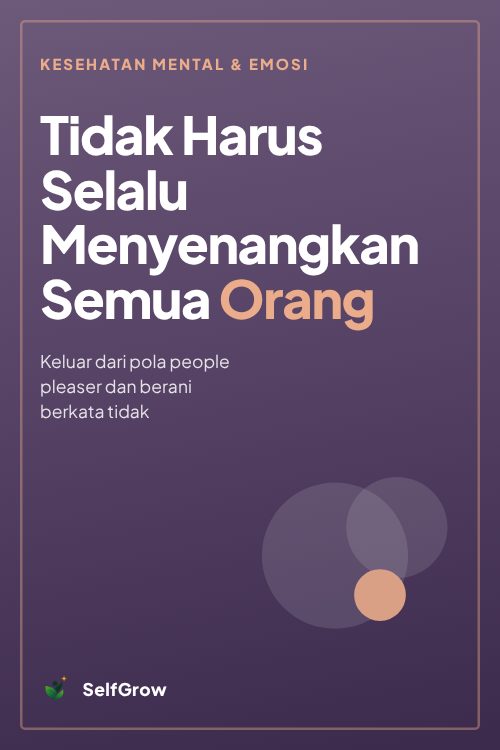 KESEHATAN MENTAL & EMOSI
Tidak Harus
Selalu
Menyenangkan
Semua Orang
Keluar dari pola people
pleaser dan berani
berkata tidak
SelfGrow